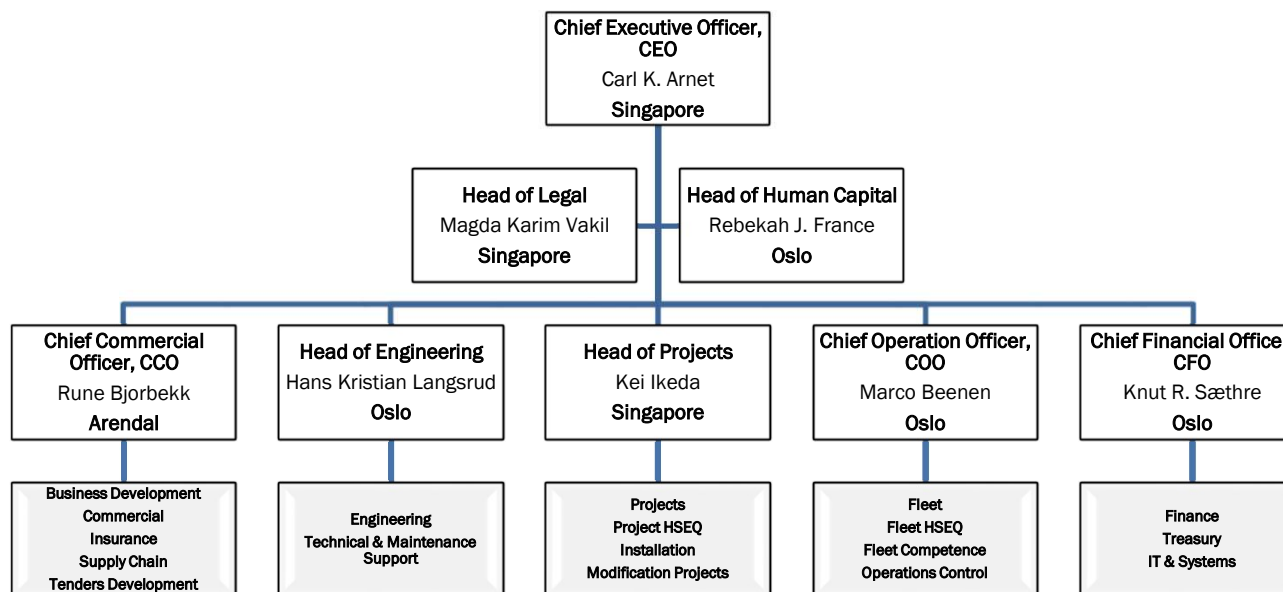 Chief Executive Officer,
CEO
Carl K. Arnet
Singapore
Head of Legal
Magda Karim Vakil
Singapore
Head of Human Capital
Rebekah J. France
Oslo
Chief Commercial
Officer, CCO
Rune Bjorbekk
Arendal
Head of Engineering
Hans Kristian Langsrud
Oslo
Head of Projects
Kei Ikeda
Singapore
Chief Operation Officer,
COO
Marco Beenen
Oslo
Chief Financial Office
CFO
Knut R. Sæthre
Oslo
Business Development
Commercial
Insurance
Supply Chain
Tenders Development
Engineering
Technical & Maintenance
Support
Projects
Project HSEQ
Installation
Modification Projects
Fleet
Fleet HSEQ
Fleet Competence
Operations Control
Finance
Treasury
IT & Systems